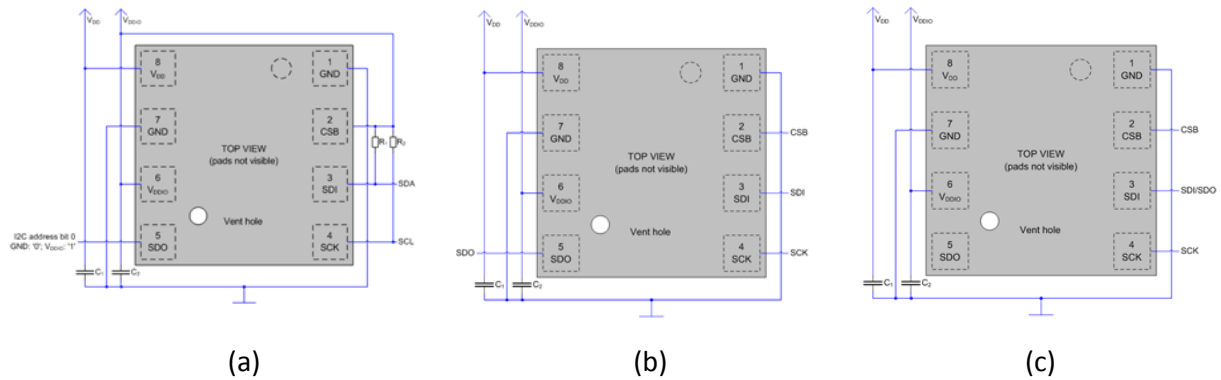 VDD
VDDIO
8
VDD
1
GND
7
GND
2
CSB
R1
R2
TOP VIEW
(pads not visible)
6
VDDIO
3
SDI
SDA
Vent hole
I2C address bit 0
GND: '0'; VDDIO: '1'
5
SDO
4
SCK
SCL
C1
C2
(a)
VDD
VDDIO
8
VDD
1
GND
7
GND
2
CSB
CSB
TOP VIEW
(pads not visible)
6
VDDIO
3
SDI
SDI
Vent hole
SDO
5
SDO
4
SCK
SCK
C1
C2
(b)
VDD
VDDIO
8
VDD
1
GND
7
GND
2
CSB
CSB
TOP VIEW
(pads not visible)
6
VDDIO
3
SDI
SDI/SDO
Vent hole
5
SDO
4
SCK
SCK
C1
C2
(c)